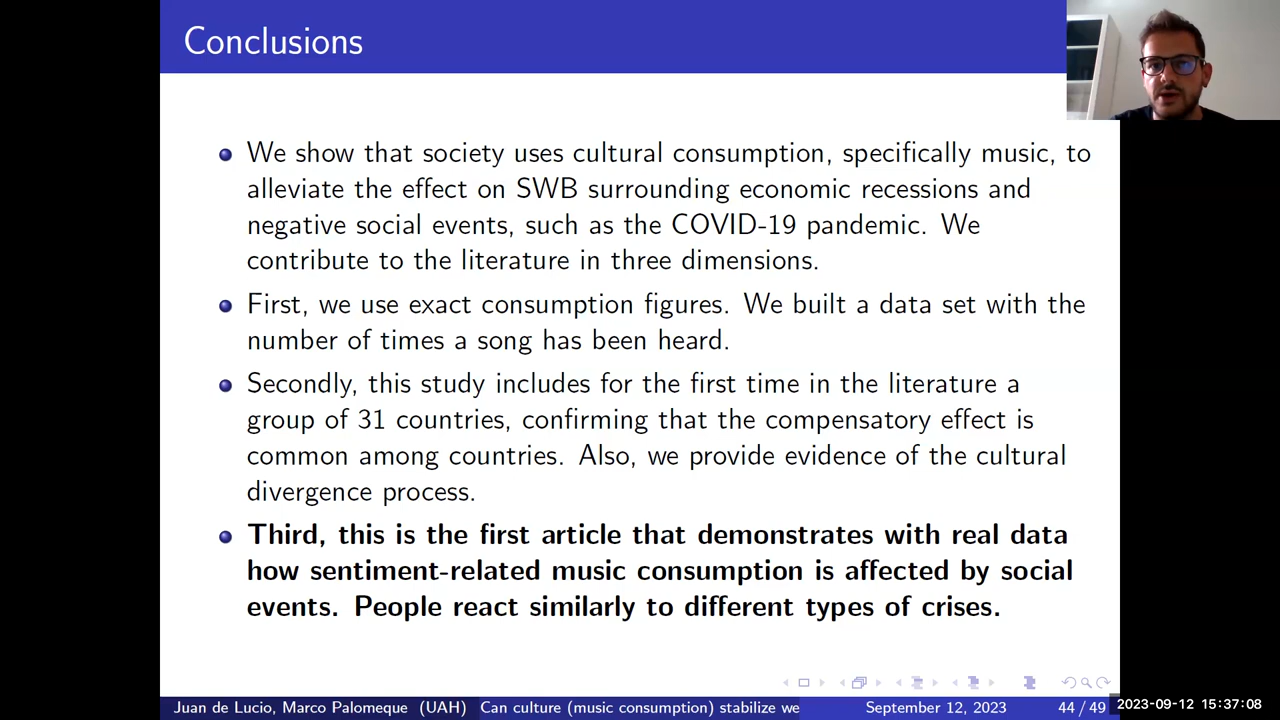 Conclusions
We show that society uses cultural consumption, specifically music, to
alleviate the effect on SWB surrounding economic recessions and
negative social events, such as the COVID-19 pandemic. We
contribute to the literature in three dimensions.
First, we use exact consumption figures. We built a data set with the
number of times a song has been heard.
Secondly, this study includes for the first time in the literature a
group of 31 countries, confirming that the compensatory effect is
common among countries. Also, we provide evidence of the cultural
divergence process.
Third, this is the first article that demonstrates with real data
how sentiment-related music consumption is affected by social
events. People react similarly to different types of crises.
Juan de Lucio, Marco Palomeque (UAH) Can culture (music consumption) stabilize we September 12, 2023 44 / 49
2023-09-12 15:37:08